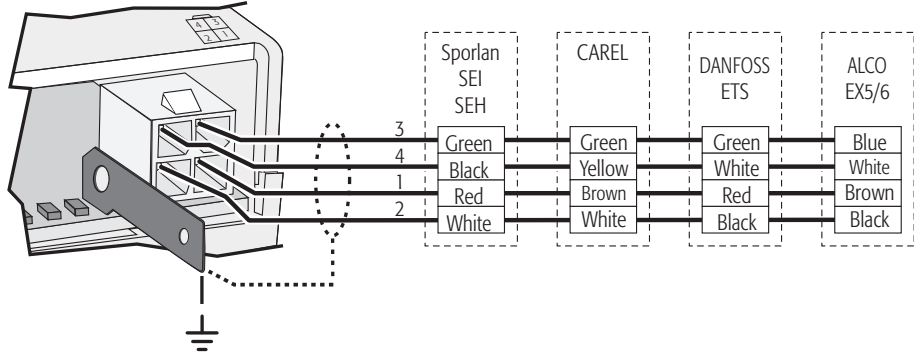 4 3
2 1
3
4
1
2
Sporlan
SEI
SEH
Green
Black
Red
White
CAREL
Green
Yellow
Brown
White
DANFOSS
ETS
Green
White
Red
Black
ALCO
EX5/6
Blue
White
Brown
Black